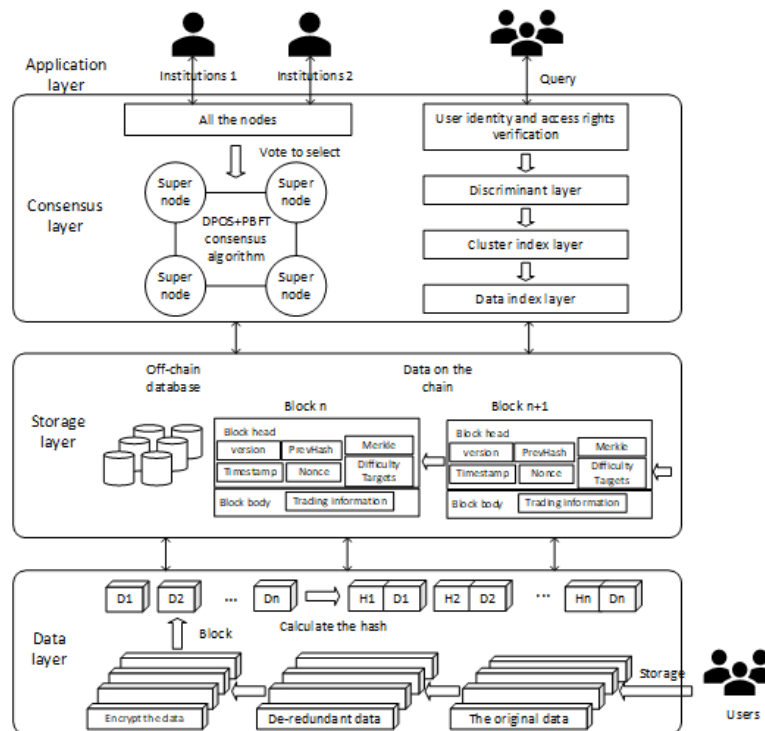 Application
layer
Institutions 1
Institutions 2
Query
All the nodes
User identity and access rights
verification
Vote to select
Super
node
Super
node
Discriminant layer
Consensus
layer
DPOS+PBFT
consensus
algorithm
Cluster index layer
Super
node
Super
node
Data index layer
Off-chain
database
Data on the
chain
Storage
layer
Block n
Block head
version
PrevHash
Merkle
Timestamp
Nonce
Difficulty
Targets
Block body
Trading information
Block n+1
Block head
version
PrevHash
Merkle
Timestamp
Nonce
Difficulty
Targets
Block body
Trading information
D1
D2
...
Dn
H1
D1
H2
D2
...
Hn
Dn
Calculate the hash
Block
Data
layer
Storage
Encrypt the data
De-redundant data
The original data
Users